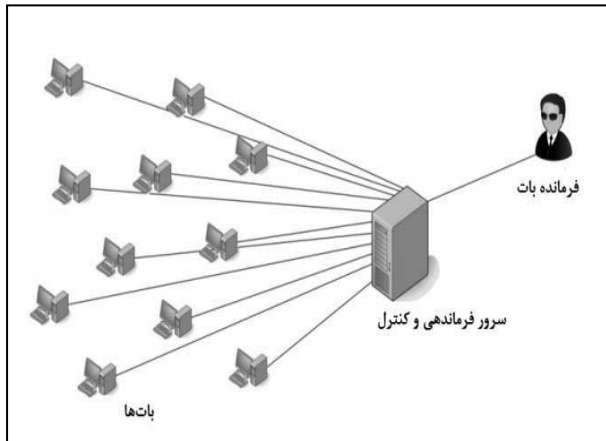 فرمانده بات
سرور فرماندهی و کنترل
بات‌ها